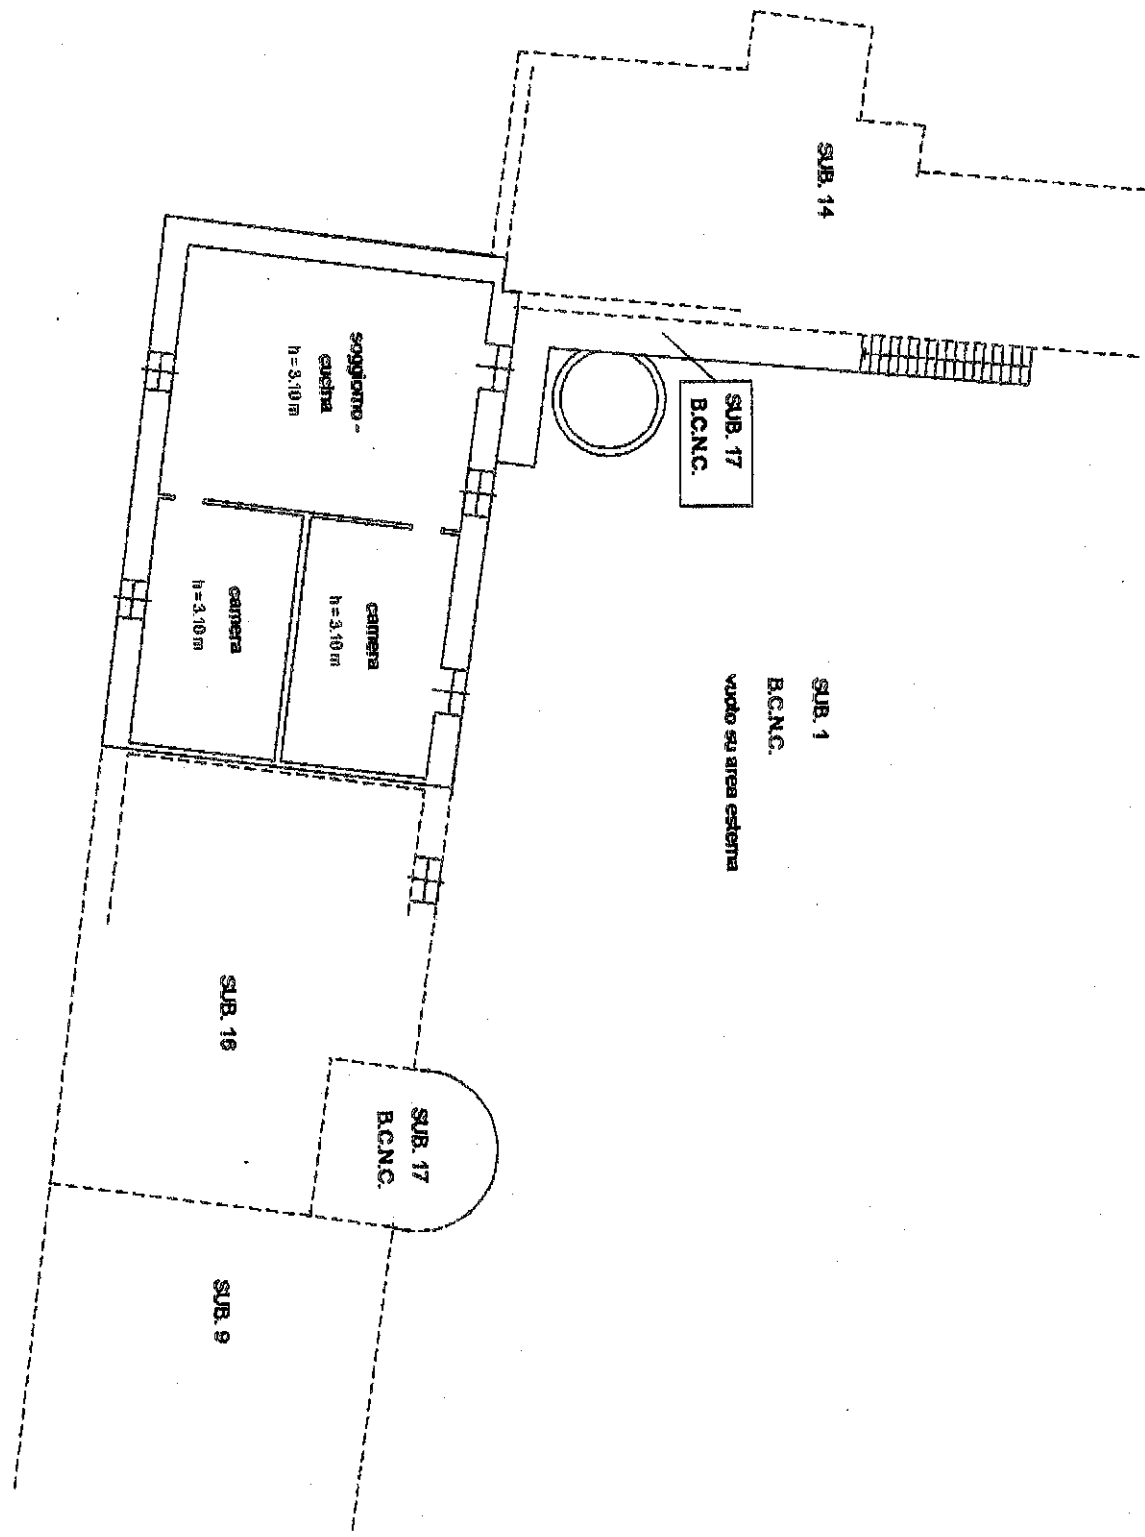 SUB. 14
SUB. 17
B.C.N.C.
soggiorno -
cucina
h = 3.10 m
camera
h = 3.10 m
camera
h = 3.10 m
SUB. 1
B.C.N.C.
vuoto su area esterna
SUB. 16
SUB. 17
B.C.N.C.
SUB. 9